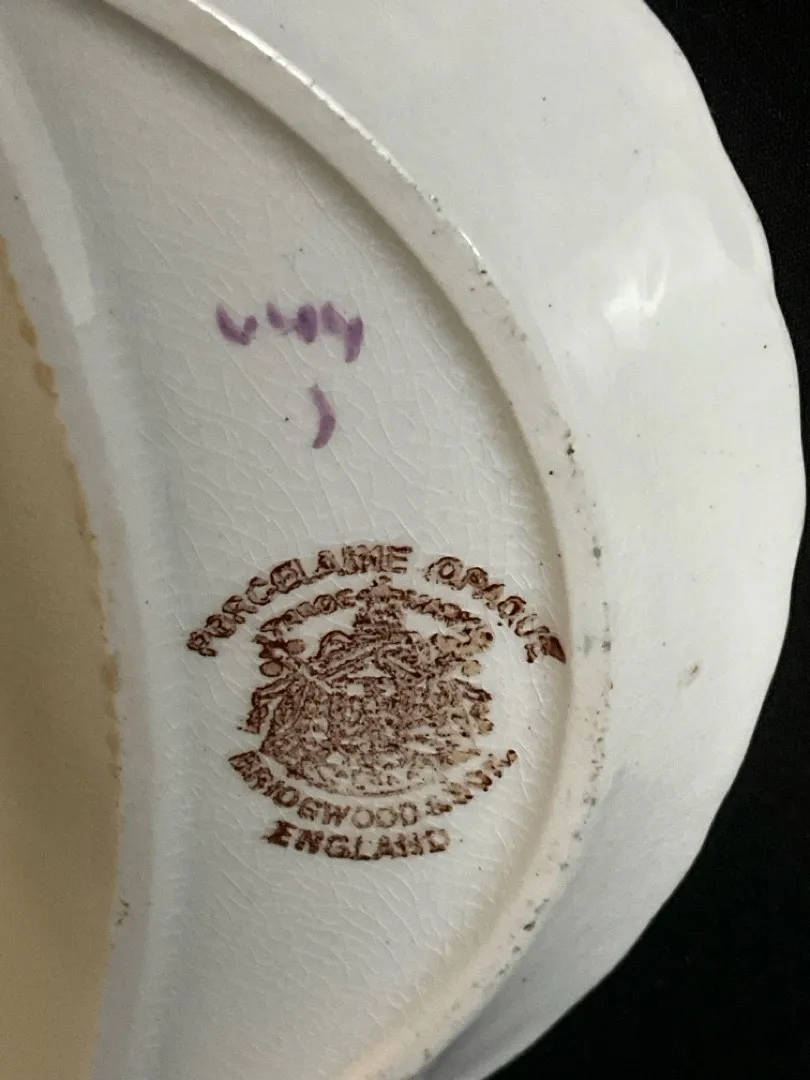 PORCELAINE OPAQUE
BRIDGWOOD & SON
ENGLAND